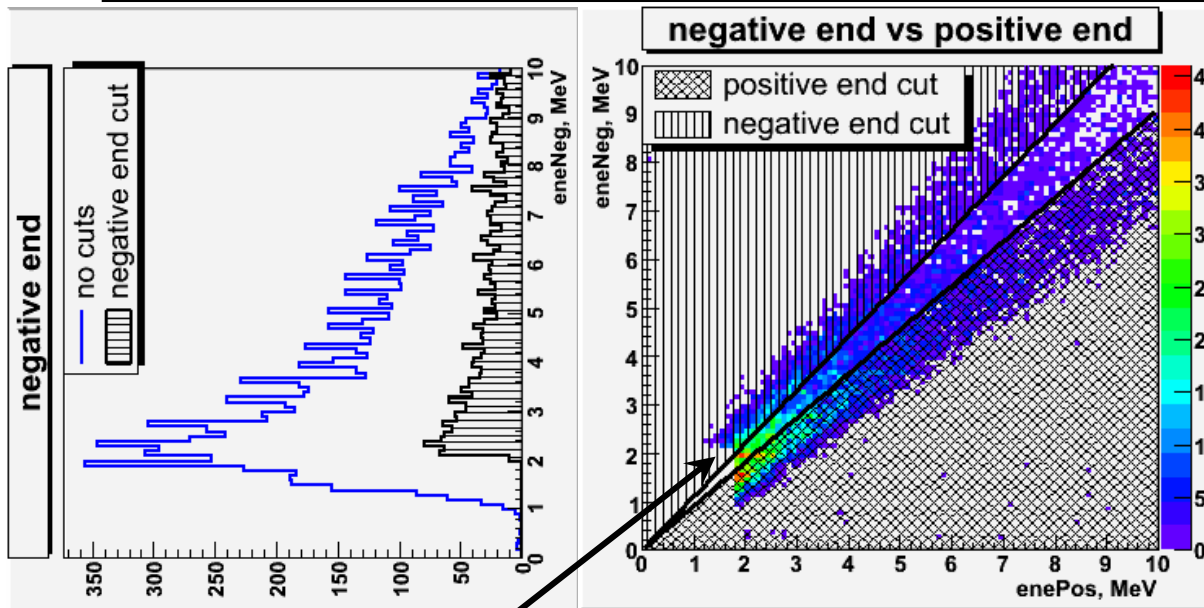 negative end
no cuts
negative end cut
0 1 2 3 4 5 6 7 8 9 10
eneNeg, MeV
350 300 250 200 150 100 50 0
negative end vs positive end
positive end cut
negative end cut
eneNeg, MeV
10
9
8
7
6
5
4
3
2
1
0
0 1 2 3 4 5 6 7 8 9 10
enePos, MeV
5
0